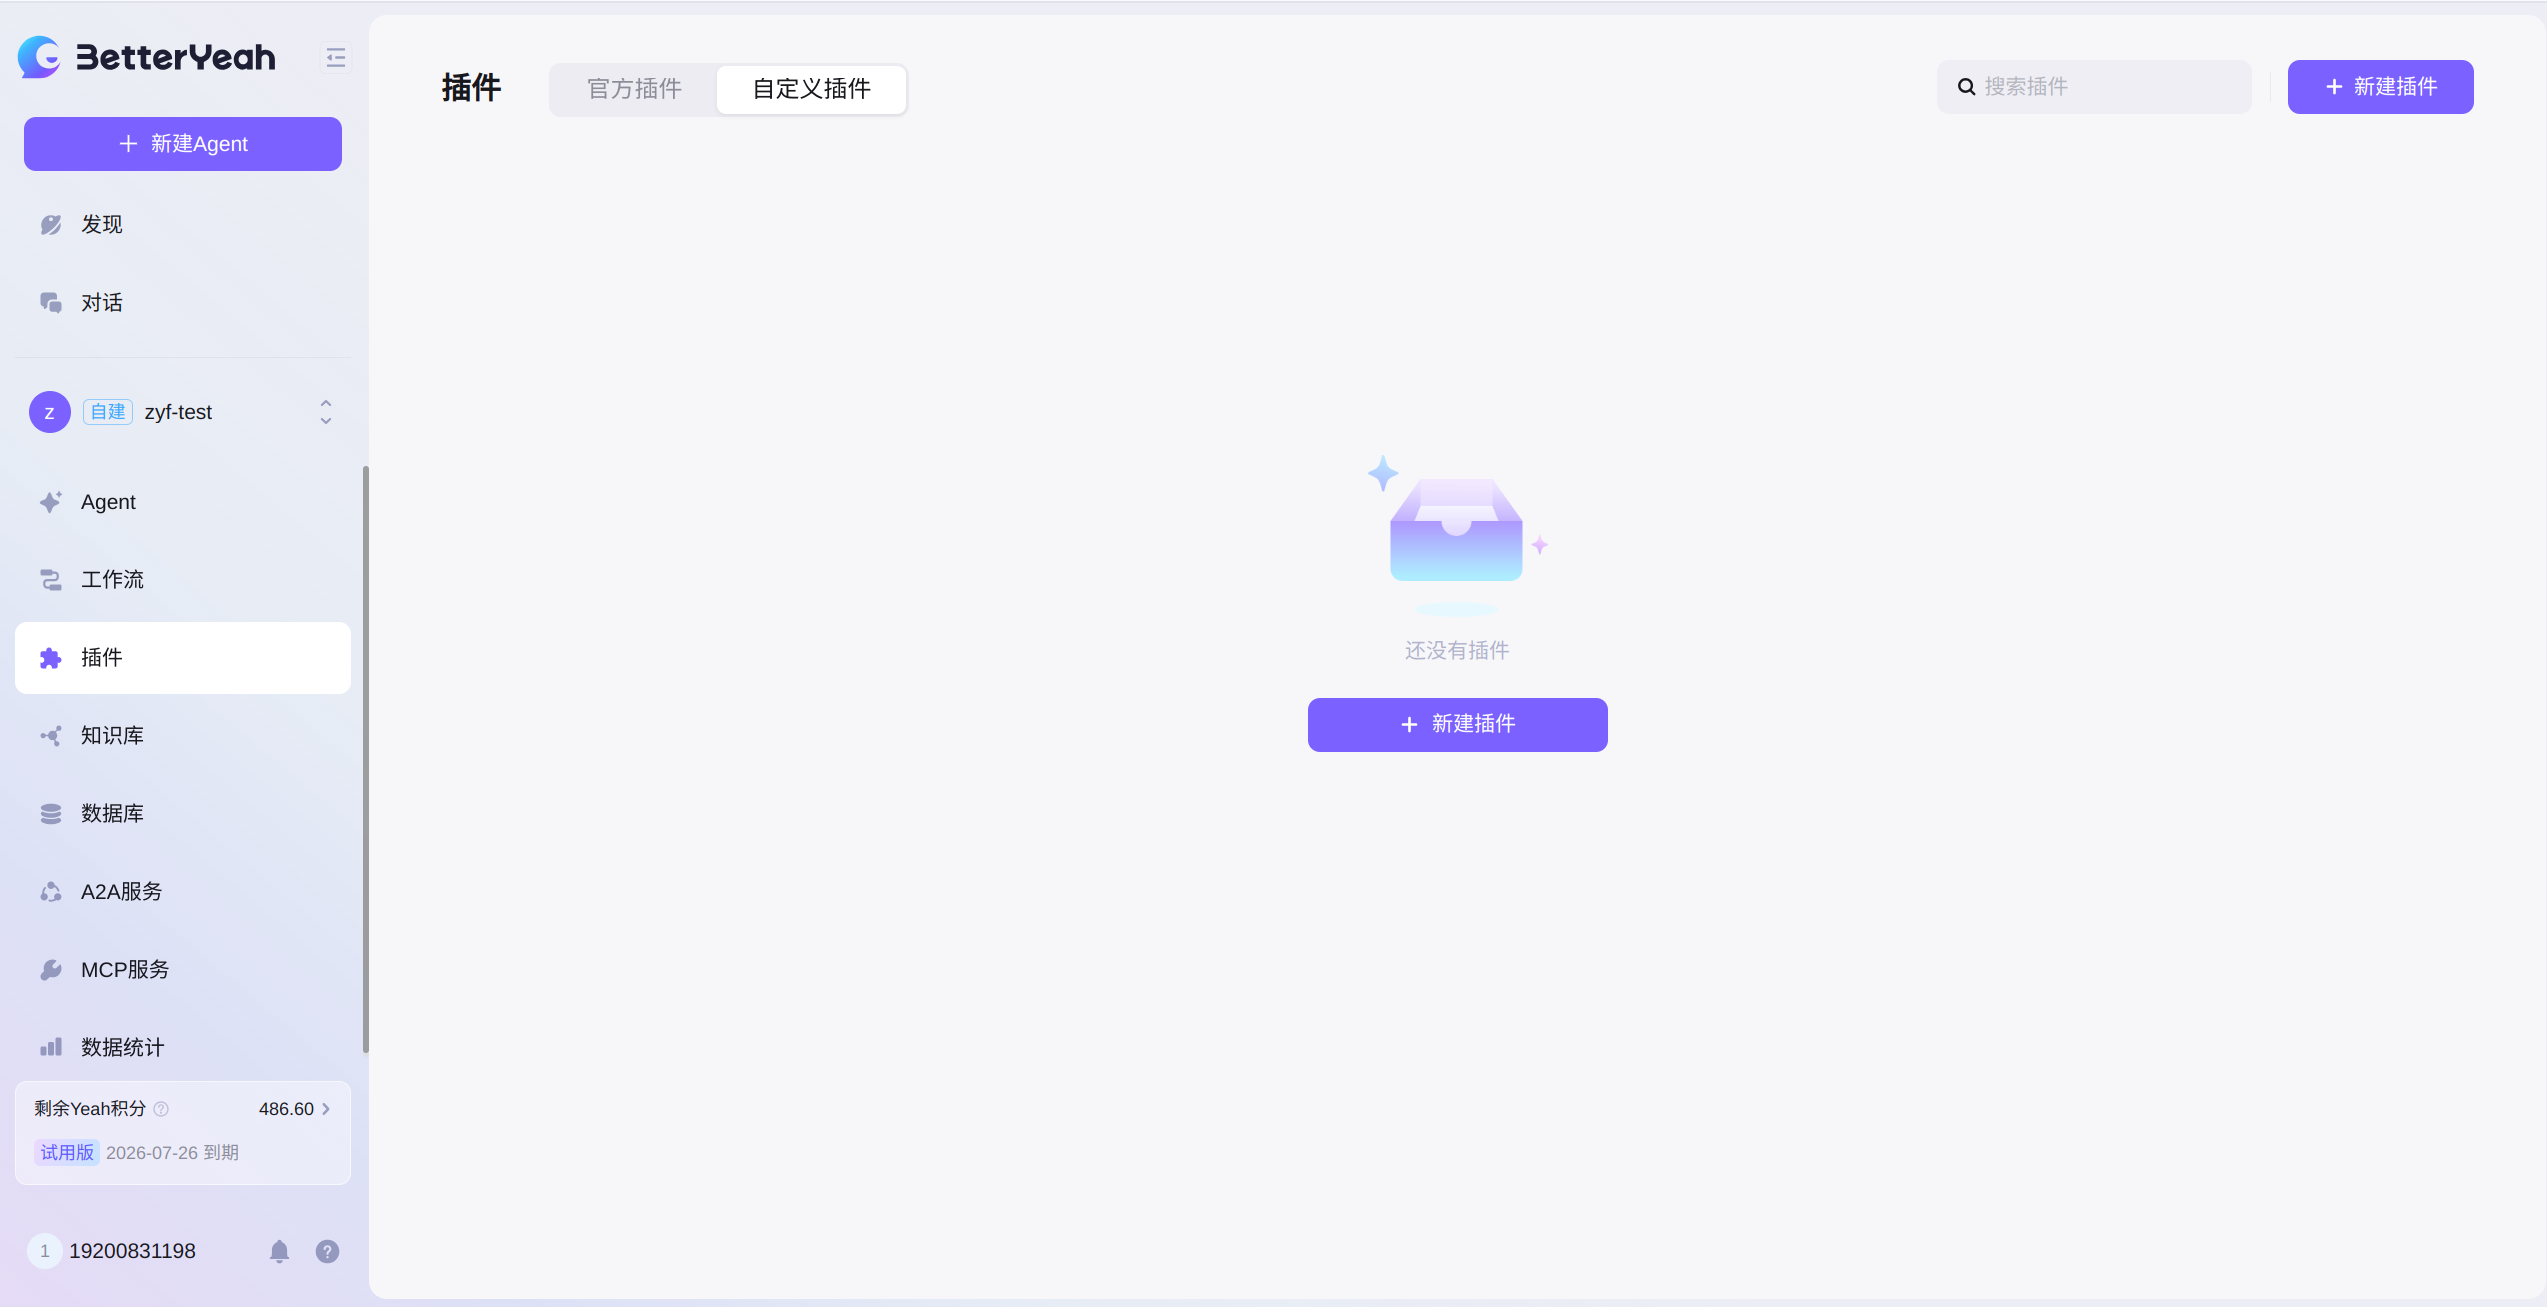 BetterYeah
新建Agent
发现
对话
z 自建 zyf-test
Agent
工作流
插件
知识库
数据库
A2A服务
MCP服务
数据统计
剩余Yeah积分 486.60
试用版 2026-07-26 到期
1 19200831198
插件 官方插件 自定义插件 搜索插件 新建插件
还没有插件
新建插件